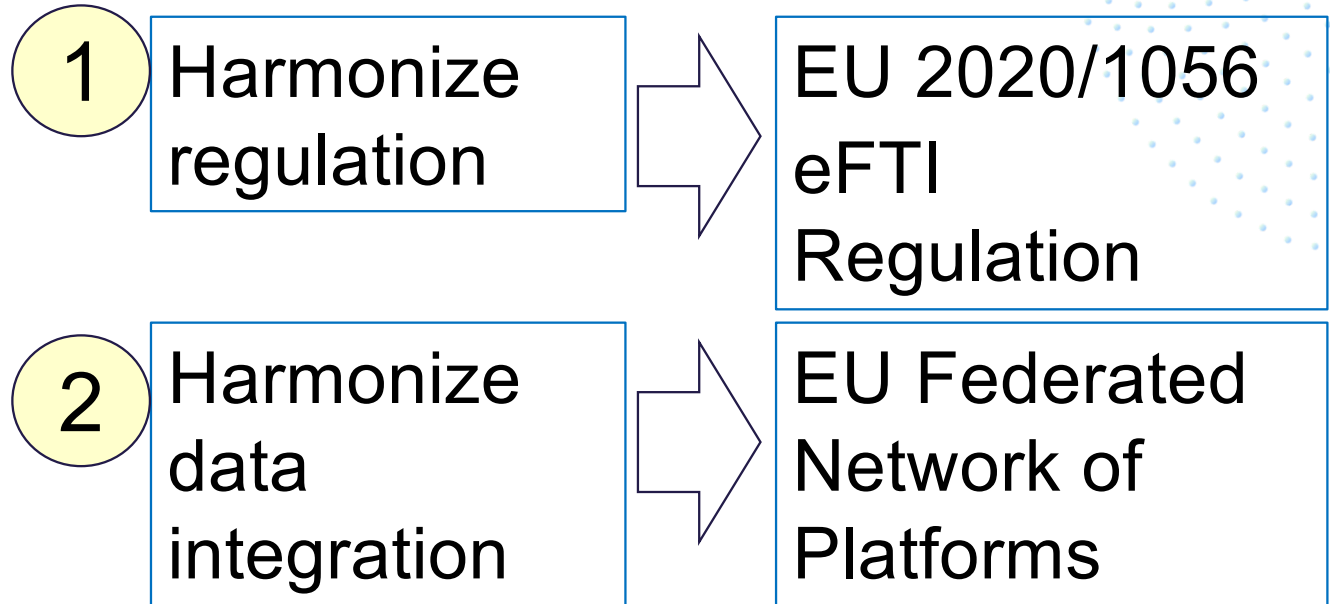 1
Harmonize
regulation
EU 2020/1056
eFTI
Regulation
2
Harmonize
data
integration
EU Federated
Network of
Platforms